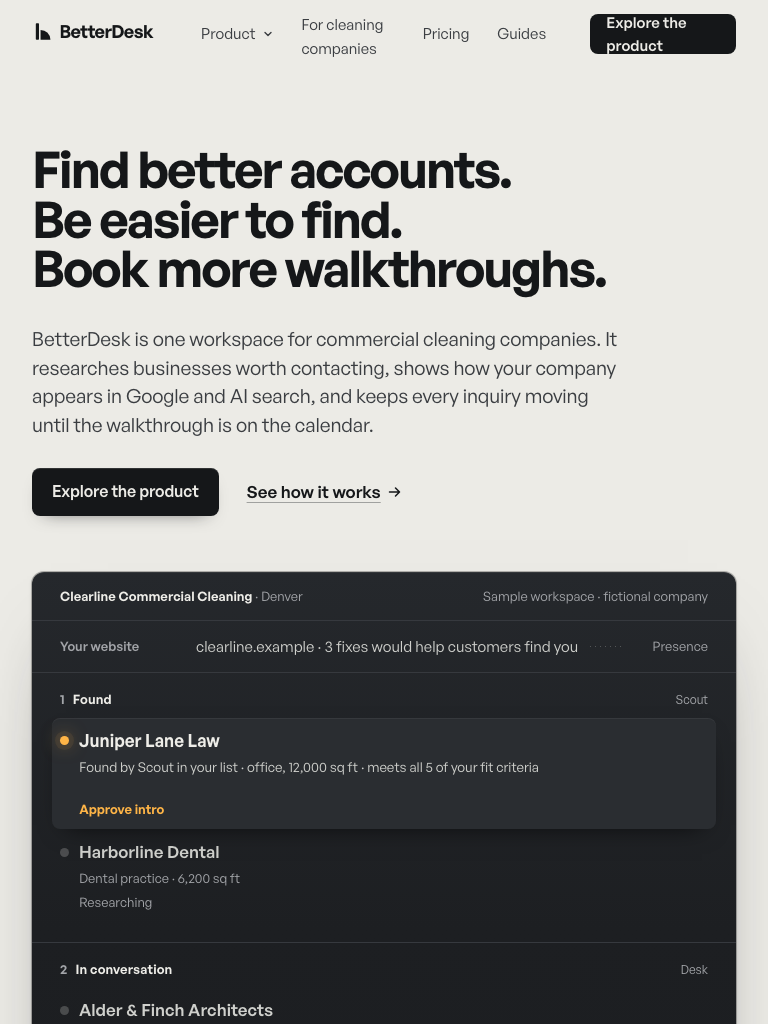 BetterDesk
Product
For cleaning
companies
Pricing
Guides
Explore the
product
Find better accounts.
Be easier to find.
Book more walkthroughs.
BetterDesk is one workspace for commercial cleaning companies. It
researches businesses worth contacting, shows how your company
appears in Google and AI search, and keeps every inquiry moving
until the walkthrough is on the calendar.
Explore the product
See how it works →
Clearline Commercial Cleaning · Denver
Sample workspace · fictional company
Your website
clearline.example · 3 fixes would help customers find you
Presence
1 Found
Scout
Juniper Lane Law
Found by Scout in your list · office, 12,000 sq ft · meets all 5 of your fit criteria
Approve intro
Harborline Dental
Dental practice · 6,200 sq ft
Researching
2 In conversation
Desk
Alder & Finch Architects